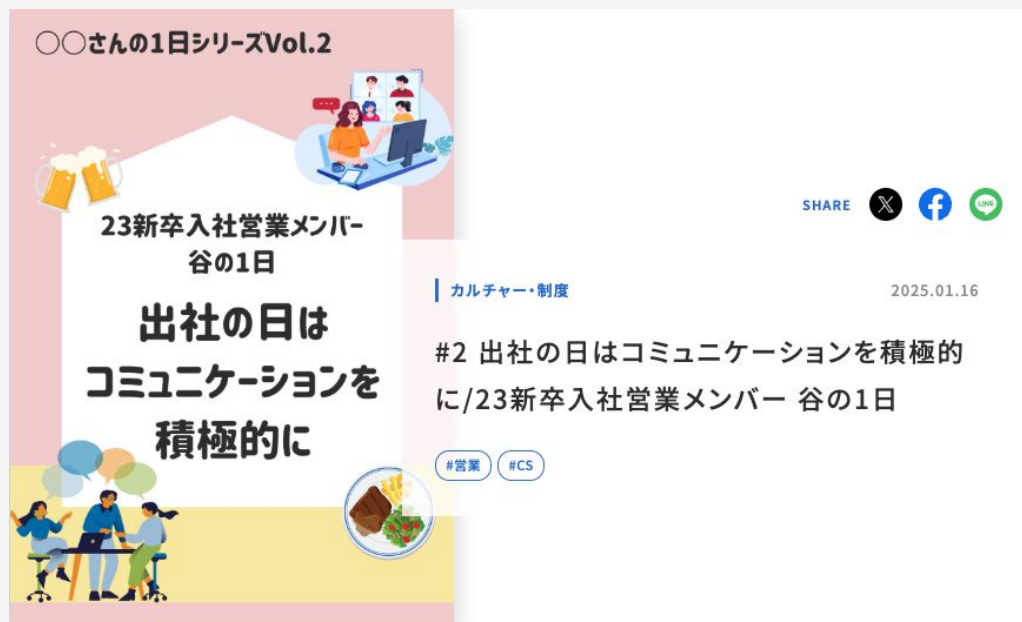 ○○さんの1日シリーズVol.2
23新卒入社営業メンバー
谷の1日
出社の日は
コミュニケーションを
積極的に
SHARE
LINE
カルチャー・制度
2025.01.16
#2 出社の日はコミュニケーションを積極的
に/23新卒入社営業メンバー 谷の1日
#営業
#CS